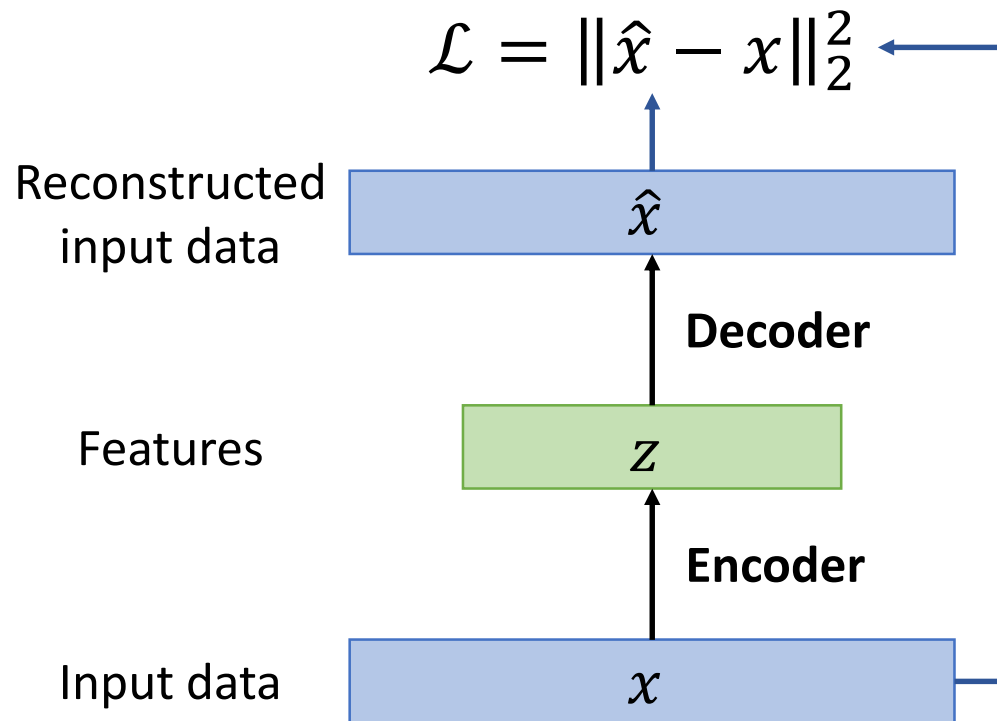 ℒ = ‖x̂ − x‖₂²
Reconstructed
input data
x̂
Decoder
Features
z
Encoder
Input data
x